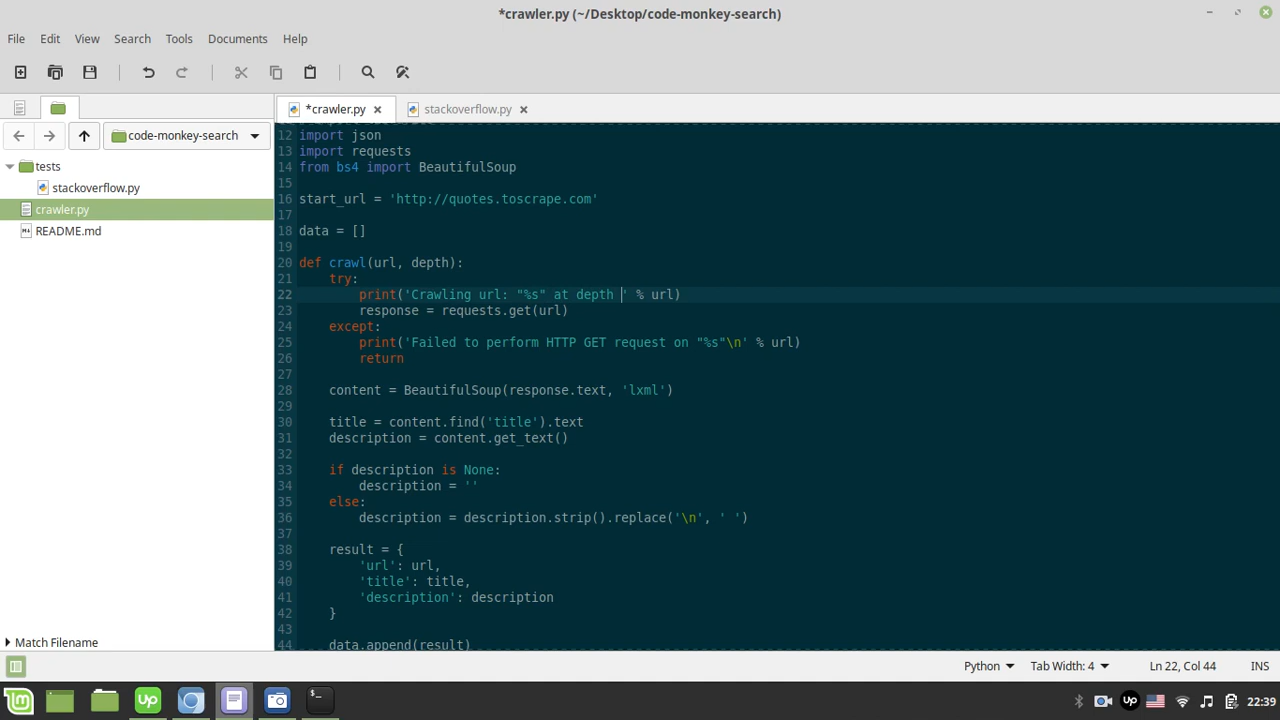 *crawler.py (~/Desktop/code-monkey-search)
File Edit View Search Tools Documents Help
*crawler.py stackoverflow.py
code-monkey-search
tests
stackoverflow.py
crawler.py
README.md
Match Filename
12 import json
13 import requests
14 from bs4 import BeautifulSoup
15
16 start_url = 'http://quotes.toscrape.com'
17
18 data = []
19
20 def crawl(url, depth):
21     try:
22         print('Crawling url: "%s" at depth ' % url)
23         response = requests.get(url)
24     except:
25         print('Failed to perform HTTP GET request on "%s"\n' % url)
26         return
27
28     content = BeautifulSoup(response.text, 'lxml')
29
30     title = content.find('title').text
31     description = content.get_text()
32
33     if description is None:
34         description = ''
35     else:
36         description = description.strip().replace('\n', ' ')
37
38     result = {
39         'url': url,
40         'title': title,
41         'description': description
42     }
43
44     data.append(result)
Python Tab Width: 4 Ln 22, Col 44 INS
up $_ up 22:39